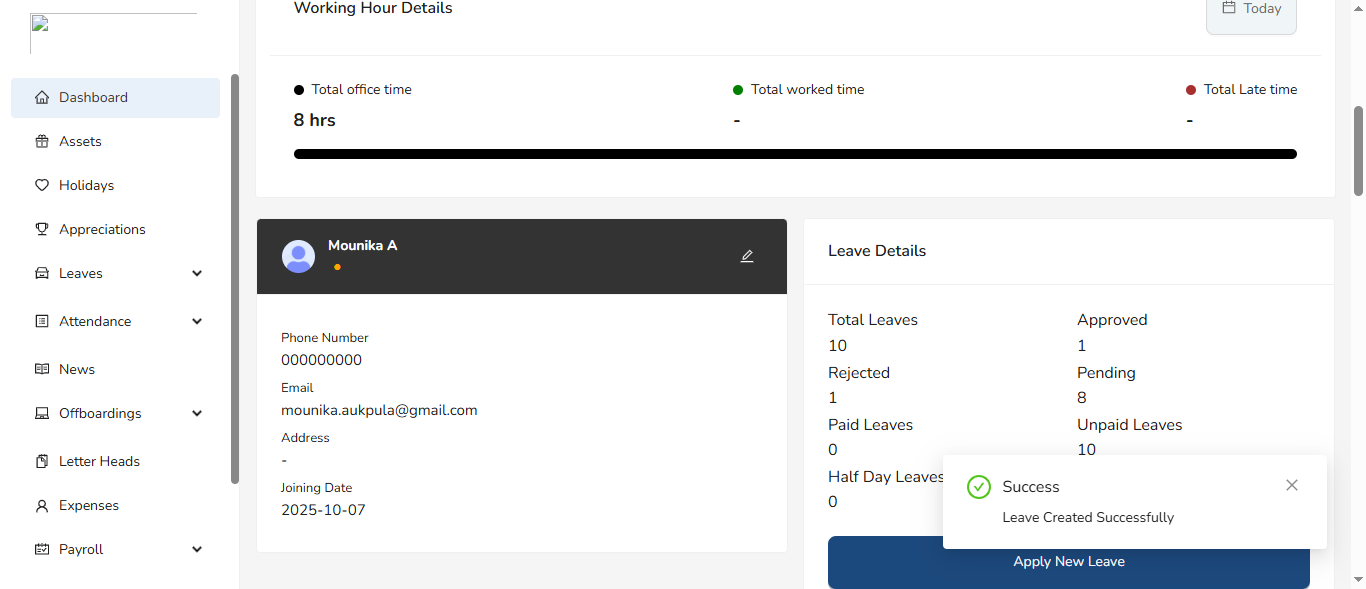 Working Hour Details
Today
Total office time
Total worked time
Total Late time
8 hrs
-
-
Dashboard
Assets
Holidays
Appreciations
Leaves
Attendance
News
Offboardings
Letter Heads
Expenses
Payroll
Mounika A
Phone Number
000000000
Email
mounika.aukpula@gmail.com
Address
-
Joining Date
2025-10-07
Leave Details
Total Leaves
Approved
10
1
Rejected
Pending
1
8
Paid Leaves
Unpaid Leaves
0
10
Half Day Leaves
0
Success
Leave Created Successfully
Apply New Leave